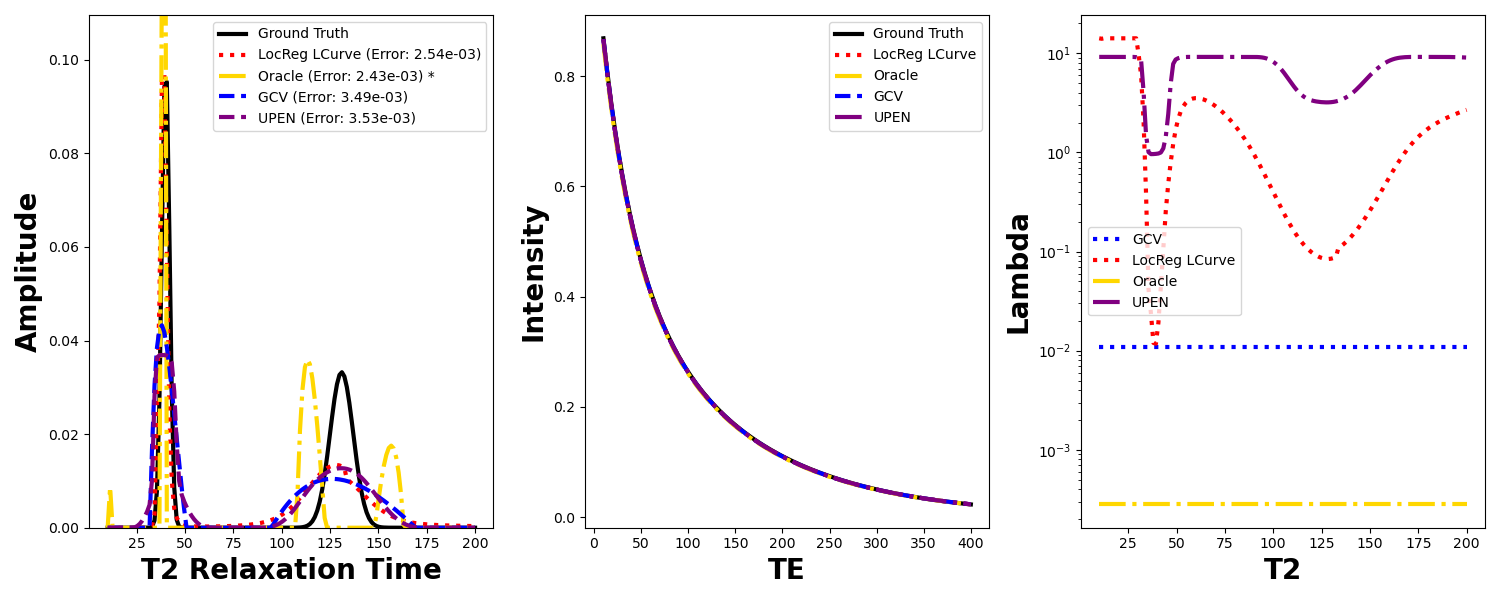 0.00
0.02
0.04
0.06
0.08
0.10
25
50
75
100
125
150
175
200
Amplitude
T2 Relaxation Time
Ground Truth
LocReg LCurve (Error: 2.54e-03)
Oracle (Error: 2.43e-03) *
GCV (Error: 3.49e-03)
UPEN (Error: 3.53e-03)
0.0
0.2
0.4
0.6
0.8
0
50
100
150
200
250
300
350
400
Intensity
TE
Ground Truth
LocReg LCurve
Oracle
GCV
UPEN
10¹
10⁰
10⁻¹
10⁻²
10⁻³
25
50
75
100
125
150
175
200
Lambda
T2
GCV
LocReg LCurve
Oracle
UPEN